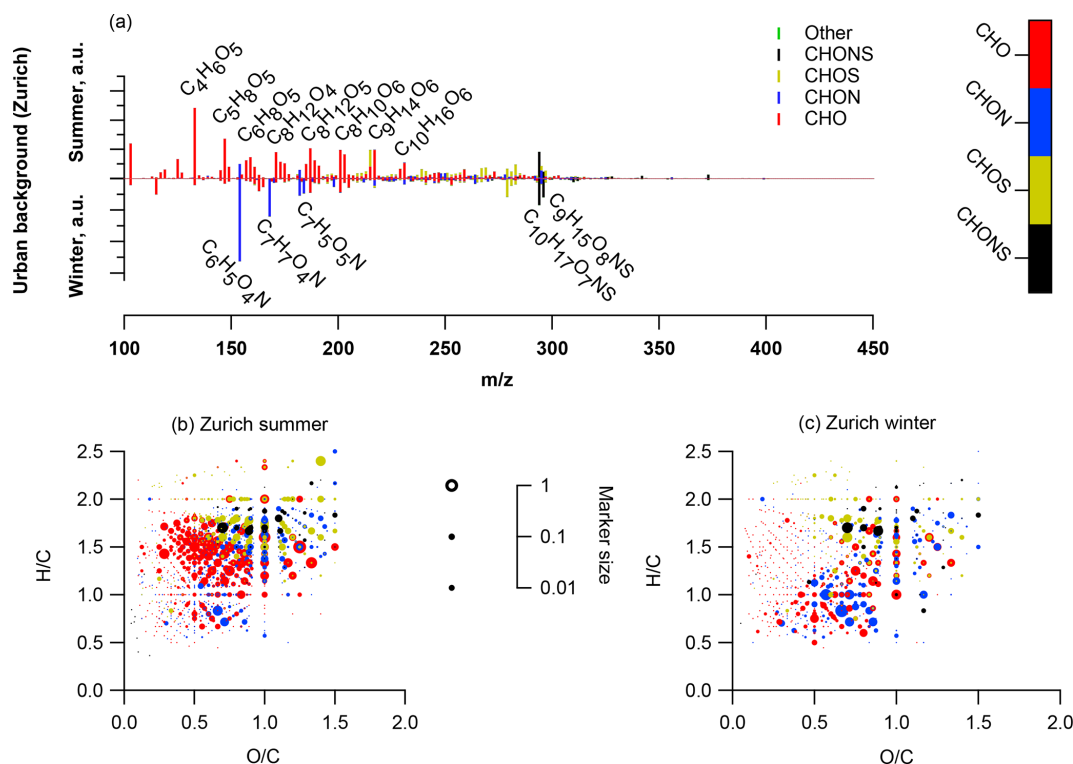 (a)
Urban background (Zurich)
Summer, a.u.
Winter, a.u.
C4H6O5
C5H8O5
C6H8O5
C8H12O4
C8H12O5
C8H10O6
C9H14O6
C10H16O6
C6H5O4N
C7H7O4N
C7H5O5N
C10H17O7NS
C9H15O8NS
Other
CHONS
CHOS
CHON
CHO
100 150 200 250 300 350 400 450
m/z
CHO
CHON
CHOS
CHONS
(b) Zurich summer
H/C
2.5
2.0
1.5
1.0
0.5
0.0
0.0 0.5 1.0 1.5 2.0
O/C
1
0.1
0.01
Marker size
(c) Zurich winter
H/C
2.5
2.0
1.5
1.0
0.5
0.0
0.0 0.5 1.0 1.5 2.0
O/C